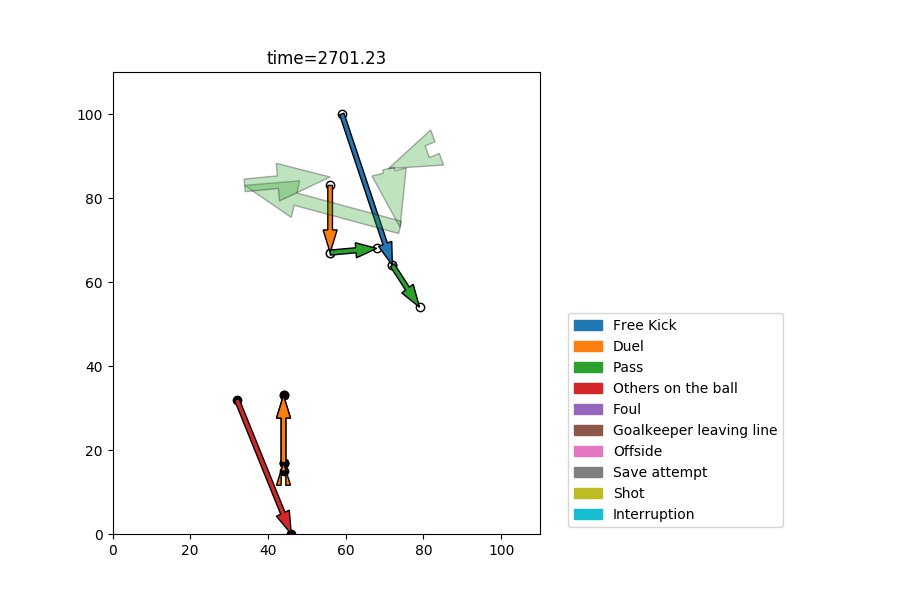 time=2701.23
100
80
60
40
20
0
0
20
40
60
80
100
Free Kick
Duel
Pass
Others on the ball
Foul
Goalkeeper leaving line
Offside
Save attempt
Shot
Interruption